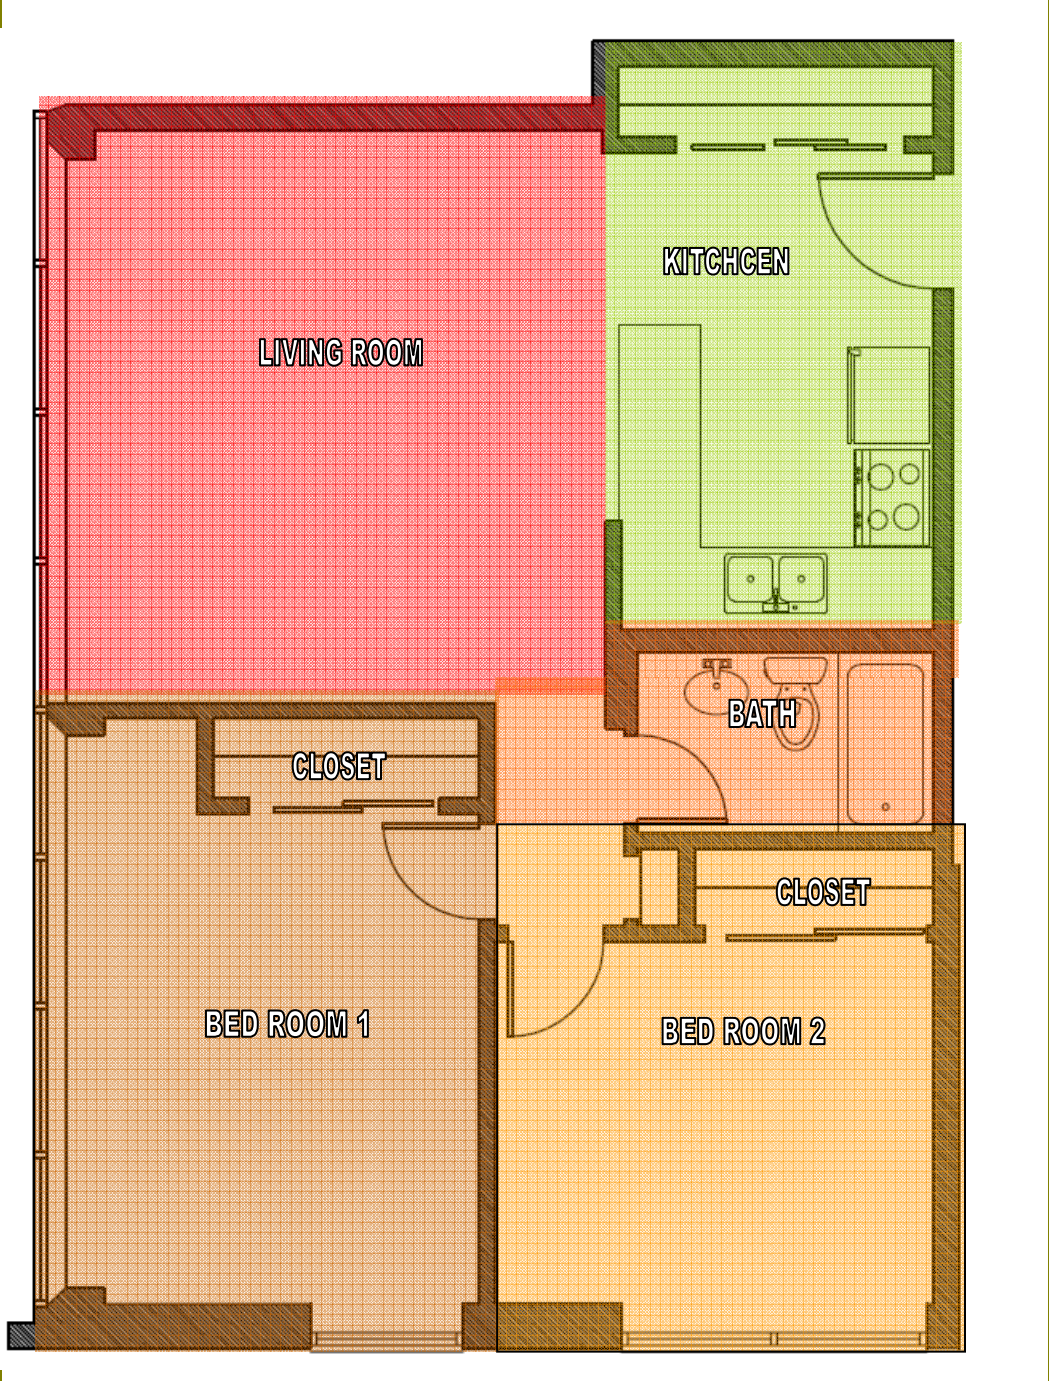 KITCHCEN
LIVING ROOM
BATH
CLOSET
CLOSET
BED ROOM 1
BED ROOM 2